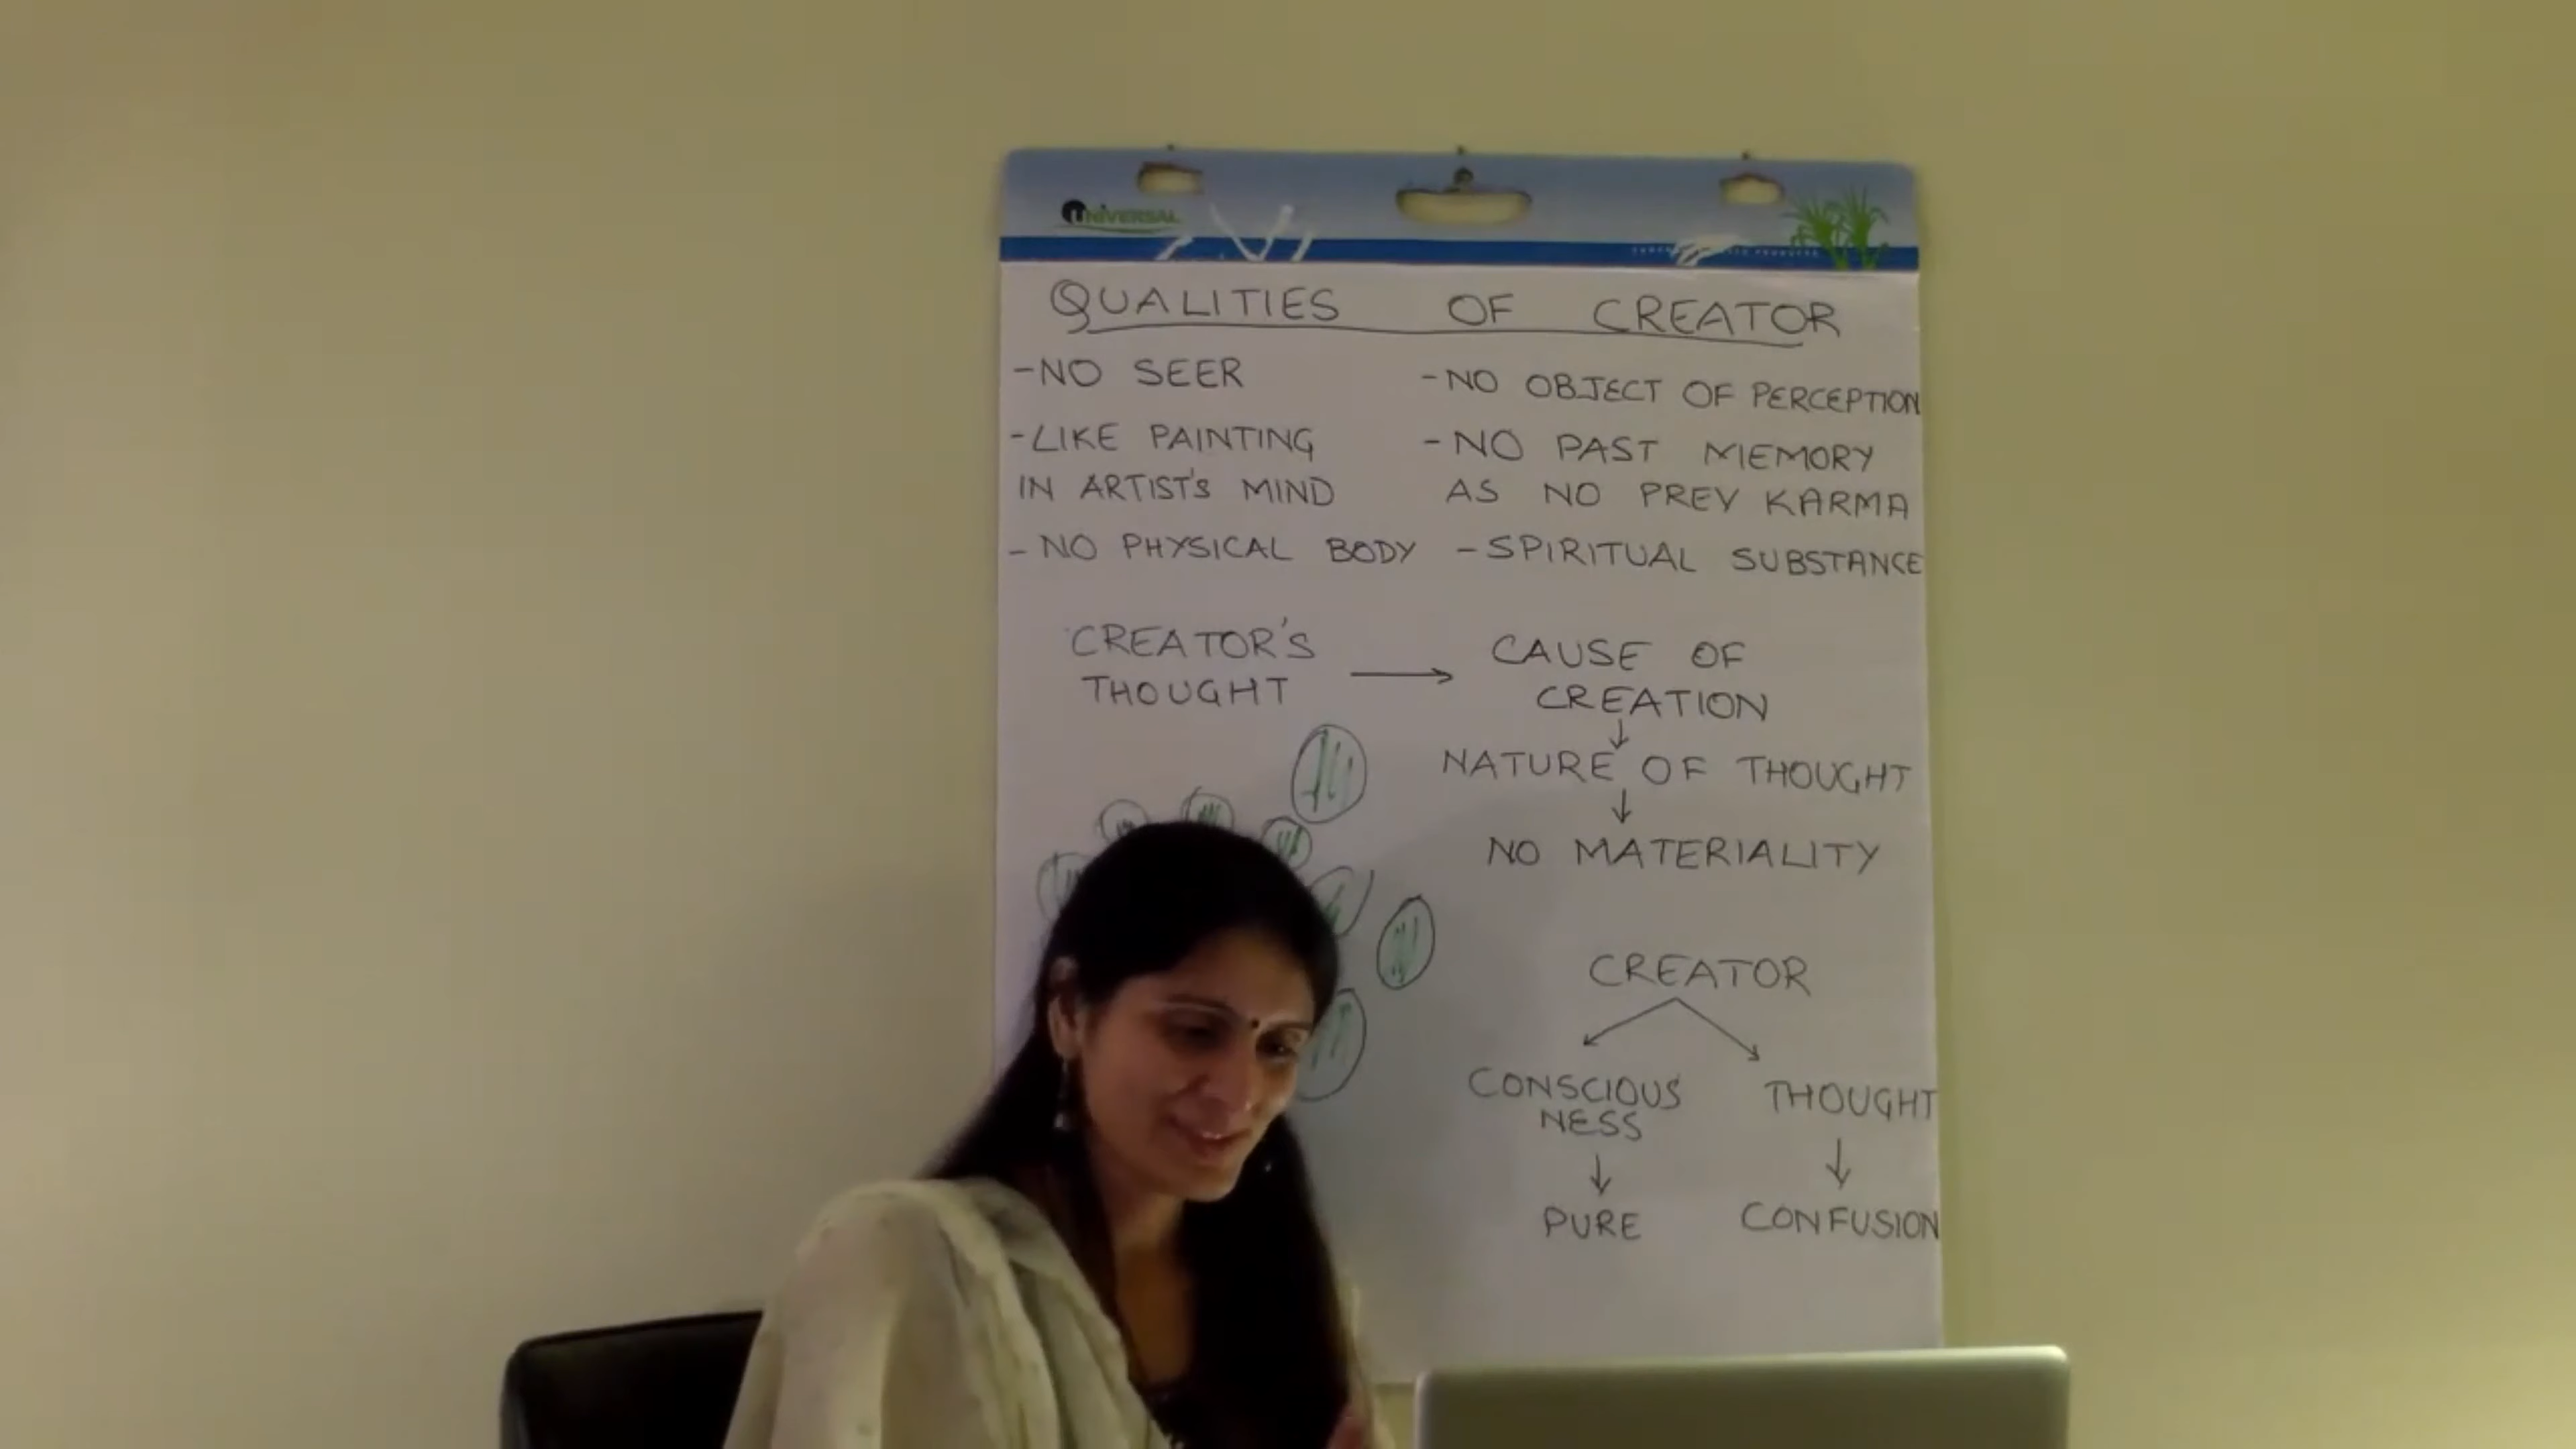 UNIVERSAL
QUALITIES OF CREATOR
-NO SEER
-NO OBJECT OF PERCEPTION
-LIKE PAINTING
IN ARTIST'S MIND
-NO PAST MEMORY
AS NO PREV KARMA
- NO PHYSICAL BODY
-SPIRITUAL SUBSTANCE
CREATOR'S
THOUGHT
→
CAUSE OF
CREATION
↓
NATURE OF THOUGHT
↓
NO MATERIALITY
CREATOR
CONSCIOUS
NESS
↓
PURE
THOUGHT
↓
CONFUSION